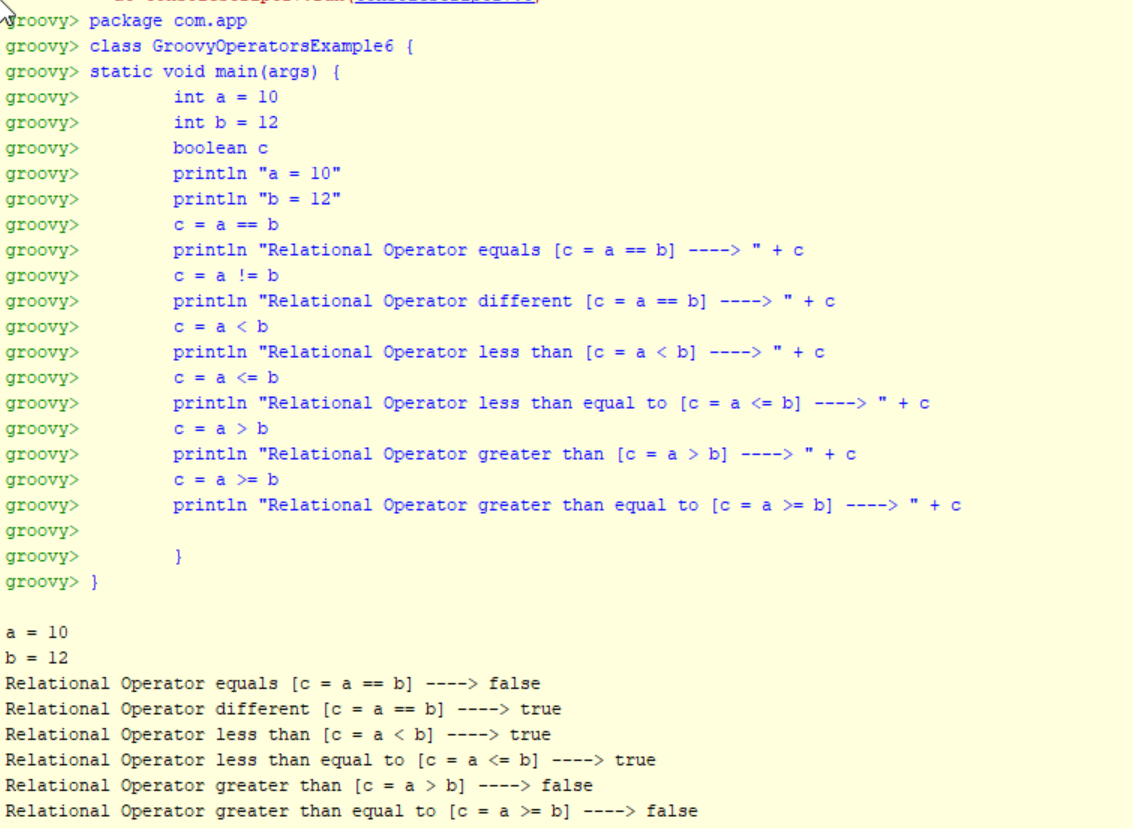 groovy> package com.app
groovy> class GroovyOperatorsExample6 {
groovy> static void main(args) {
groovy>         int a = 10
groovy>         int b = 12
groovy>         boolean c
groovy>         println "a = 10"
groovy>         println "b = 12"
groovy>         c = a == b
groovy>         println "Relational Operator equals [c = a == b] ----> " + c
groovy>         c = a != b
groovy>         println "Relational Operator different [c = a == b] ----> " + c
groovy>         c = a < b
groovy>         println "Relational Operator less than [c = a < b] ----> " + c
groovy>         c = a <= b
groovy>         println "Relational Operator less than equal to [c = a <= b] ----> " + c
groovy>         c = a > b
groovy>         println "Relational Operator greater than [c = a > b] ----> " + c
groovy>         c = a >= b
groovy>         println "Relational Operator greater than equal to [c = a >= b] ----> " + c
groovy>
groovy>         }
groovy> }
a = 10
b = 12
Relational Operator equals [c = a == b] ----> false
Relational Operator different [c = a == b] ----> true
Relational Operator less than [c = a < b] ----> true
Relational Operator less than equal to [c = a <= b] ----> true
Relational Operator greater than [c = a > b] ----> false
Relational Operator greater than equal to [c = a >= b] ----> false